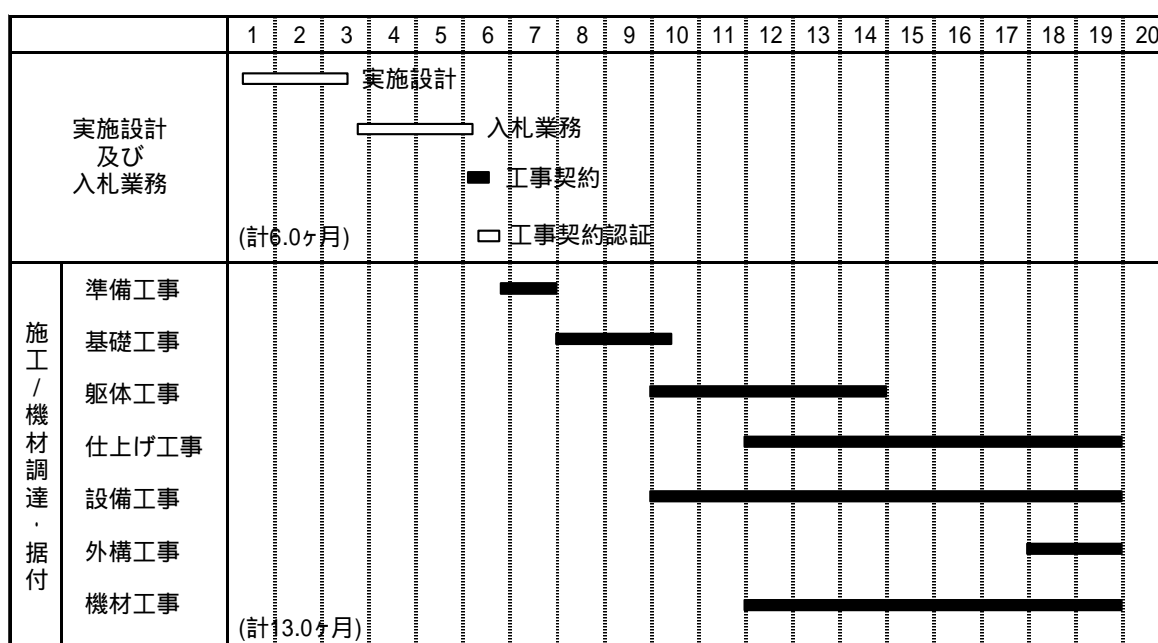 1 2 3 4 5 6 7 8 9 10 11 12 13 14 15 16 17 18 19 20
実施設計
及び
入札業務
実施設計
入札業務
工事契約
工事契約認証
(計6.0ヶ月)
施工/機材調達・据付
準備工事
基礎工事
躯体工事
仕上げ工事
設備工事
外構工事
機材工事
(計13.0ヶ月)